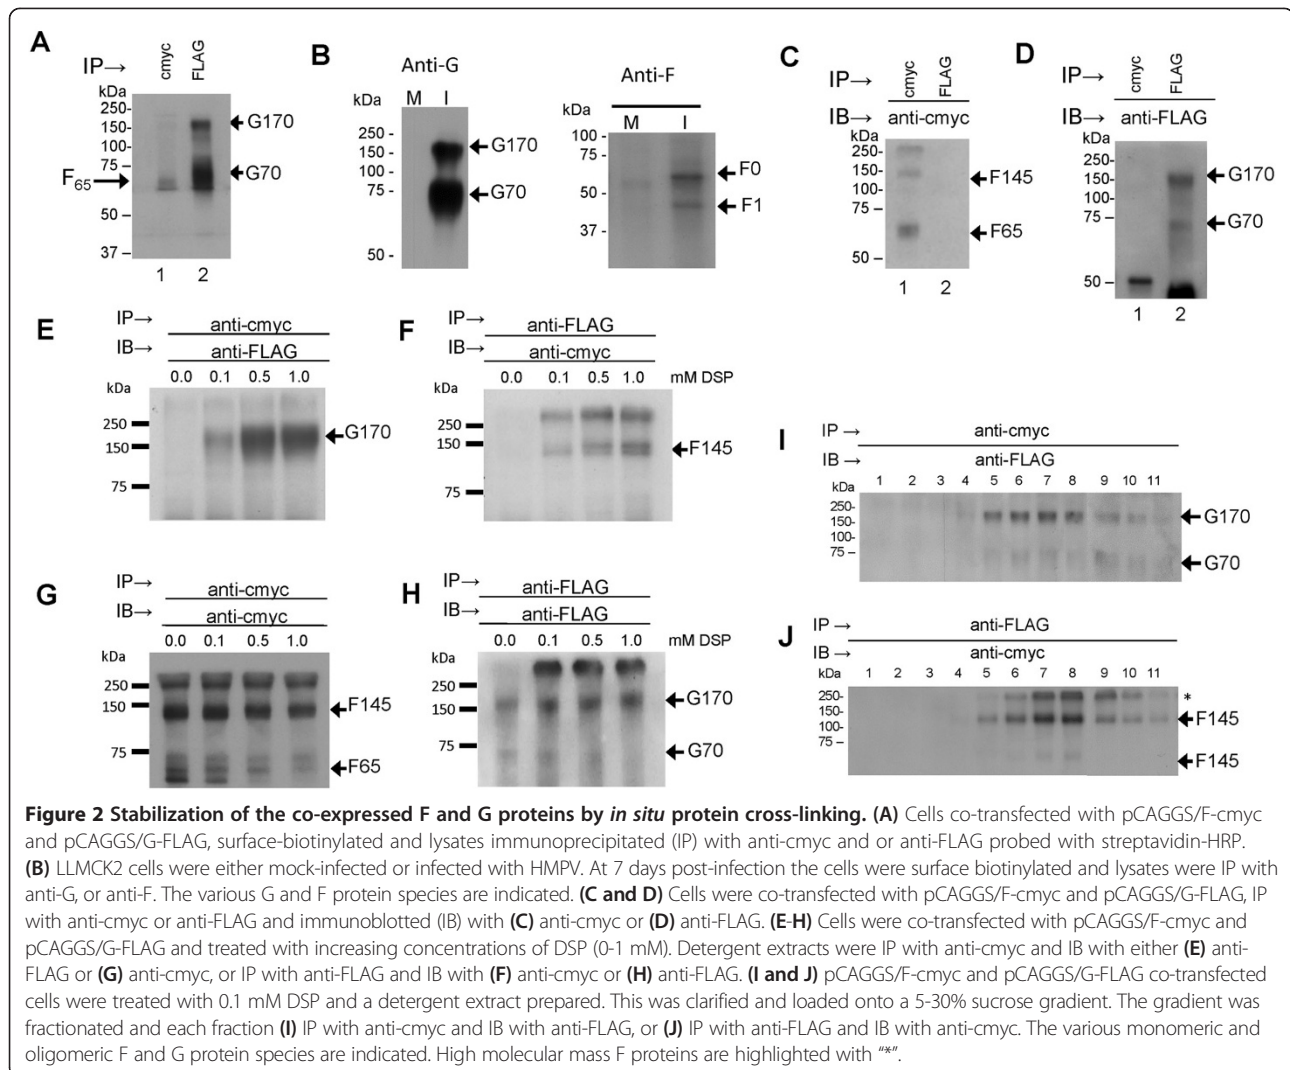 A
IP→ cmyc FLAG
kDa
250-
150-
100-
75-
50 –
37 –
G170
G70
F65
1 2
B
Anti-G
kDa M I
250 -
150 -
100 -
75 -
50 -
G170
G70
Anti-F
kDa
M I
100 -
75 -
50 -
37 -
F0
F1
C
IP→ cmyc FLAG
IB→ anti-cmyc
kDa
250-
150-
100-
75 –
50 –
F145
F65
1 2
D
IP→ cmyc FLAG
IB→ anti-FLAG
kDa
250-
150-
100-
75 –
50 –
G170
G70
1 2
E
IP→ anti-cmyc
IB→ anti-FLAG
0.0 0.1 0.5 1.0
kDa
250
150
75
G170
F
IP→ anti-FLAG
IB→ anti-cmyc
0.0 0.1 0.5 1.0 mM DSP
kDa
250
150
75
F145
G
IP→ anti-cmyc
IB→ anti-cmyc
0.0 0.1 0.5 1.0
kDa
250
150
75
F145
F65
H
IP→ anti-FLAG
IB→ anti-FLAG
0.0 0.1 0.5 1.0 mM DSP
kDa
250
150
75
G170
G70
I
IP → anti-cmyc
IB → anti-FLAG
1 2 3 4 5 6 7 8 9 10 11
kDa
250-
150-
100-
75 –
G170
G70
J
IP → anti-FLAG
IB → anti-cmyc
kDa 1 2 3 4 5 6 7 8 9 10 11
250-
150-
100-
75 –
*
F145
F145
Figure 2 Stabilization of the co-expressed F and G proteins by in situ protein cross-linking. (A) Cells co-transfected with pCAGGS/F-cmyc
and pCAGGS/G-FLAG, surface-biotinylated and lysates immunoprecipitated (IP) with anti-cmyc and or anti-FLAG probed with streptavidin-HRP.
(B) LLMCK2 cells were either mock-infected or infected with HMPV. At 7 days post-infection the cells were surface biotinylated and lysates were IP with
anti-G, or anti-F. The various G and F protein species are indicated. (C and D) Cells were co-transfected with pCAGGS/F-cmyc and pCAGGS/G-FLAG, IP
with anti-cmyc or anti-FLAG and immunoblotted (IB) with (C) anti-cmyc or (D) anti-FLAG. (E-H) Cells were co-transfected with pCAGGS/F-cmyc and
pCAGGS/G-FLAG and treated with increasing concentrations of DSP (0-1 mM). Detergent extracts were IP with anti-cmyc and IB with either (E) anti-
FLAG or (G) anti-cmyc, or IP with anti-FLAG and IB with (F) anti-cmyc or (H) anti-FLAG. (I and J) pCAGGS/F-cmyc and pCAGGS/G-FLAG co-transfected
cells were treated with 0.1 mM DSP and a detergent extract prepared. This was clarified and loaded onto a 5-30% sucrose gradient. The gradient was
fractionated and each fraction (I) IP with anti-cmyc and IB with anti-FLAG, or (J) IP with anti-FLAG and IB with anti-cmyc. The various monomeric and
oligomeric F and G protein species are indicated. High molecular mass F proteins are highlighted with “*”.